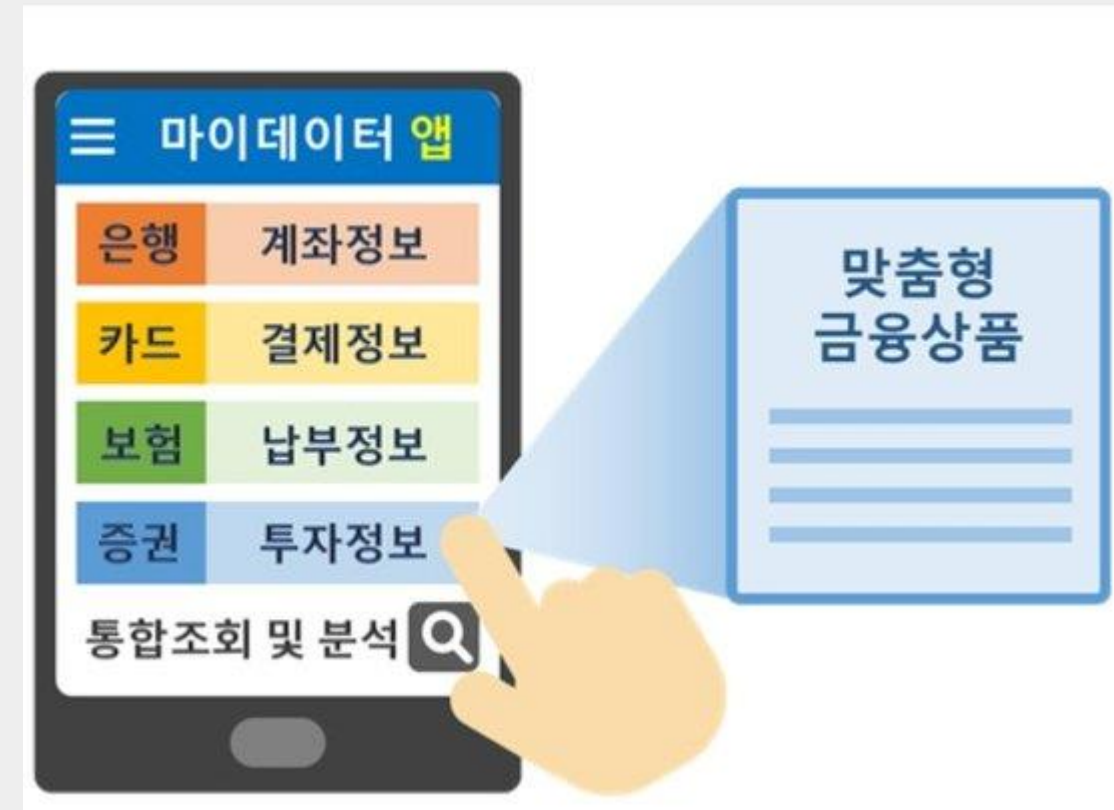 마이데이터 앱
은행 계좌정보
카드 결제정보
보험 납부정보
증권 투자정보
통합조회 및 분석
맞춤형
금융상품